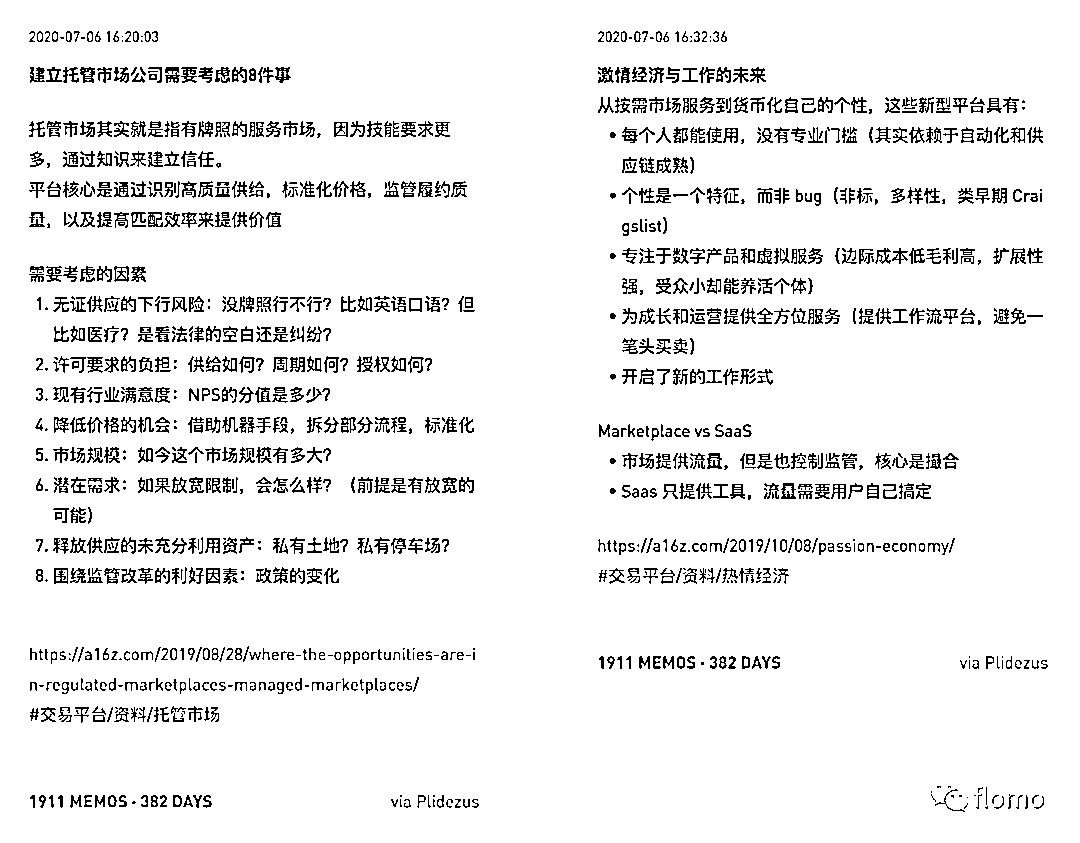 2020-07-06 16:20:03
建立托管市场公司需要考虑的8件事
托管市场其实就是指有牌照的服务市场，因为技能要求更
多，通过知识来建立信任。
平台核心是通过识别高质量供给，标准化价格，监管履约质
量，以及提高匹配效率来提供价值
需要考虑的因素
1. 无证供应的下行风险：没牌照行不行？比如英语口语？但
比如医疗？是看法律的空白还是纠纷？
2. 许可要求的负担：供给如何？周期如何？授权如何？
3. 现有行业满意度：NPS的分值是多少？
4. 降低价格的机会：借助机器手段，拆分部分流程，标准化
5. 市场规模：如今这个市场规模有多大？
6. 潜在需求：如果放宽限制，会怎么样？（前提是有放宽的
可能）
7. 释放供应的未充分利用资产：私有土地？私有停车场？
8. 围绕监管改革的利好因素：政策的变化
https://a16z.com/2019/08/28/where-the-opportunities-are-i
n-regulated-marketplaces-managed-marketplaces/
#交易平台/资料/托管市场
1911 MEMOS · 382 DAYS
via Plidezus
2020-07-06 16:32:36
激情经济与工作的未来
从按需市场服务到货币化自己的个性，这些新型平台具有：
• 每个人都能使用，没有专业门槛（其实依赖于自动化和供
应链成熟）
• 个性是一个特征，而非 bug（非标，多样性，类早期 Crai
gslist）
• 专注于数字产品和虚拟服务（边际成本低毛利高，扩展性
强，受众小却能养活个体）
• 为成长和运营提供全方位服务（提供工作流平台，避免一
笔头买卖）
• 开启了新的工作形式
Marketplace vs SaaS
• 市场提供流量，但是也控制监管，核心是撮合
• Saas 只提供工具，流量需要用户自己搞定
https://a16z.com/2019/10/08/passion-economy/
#交易平台/资料/热情经济
1911 MEMOS · 382 DAYS
via Plidezus
flomo